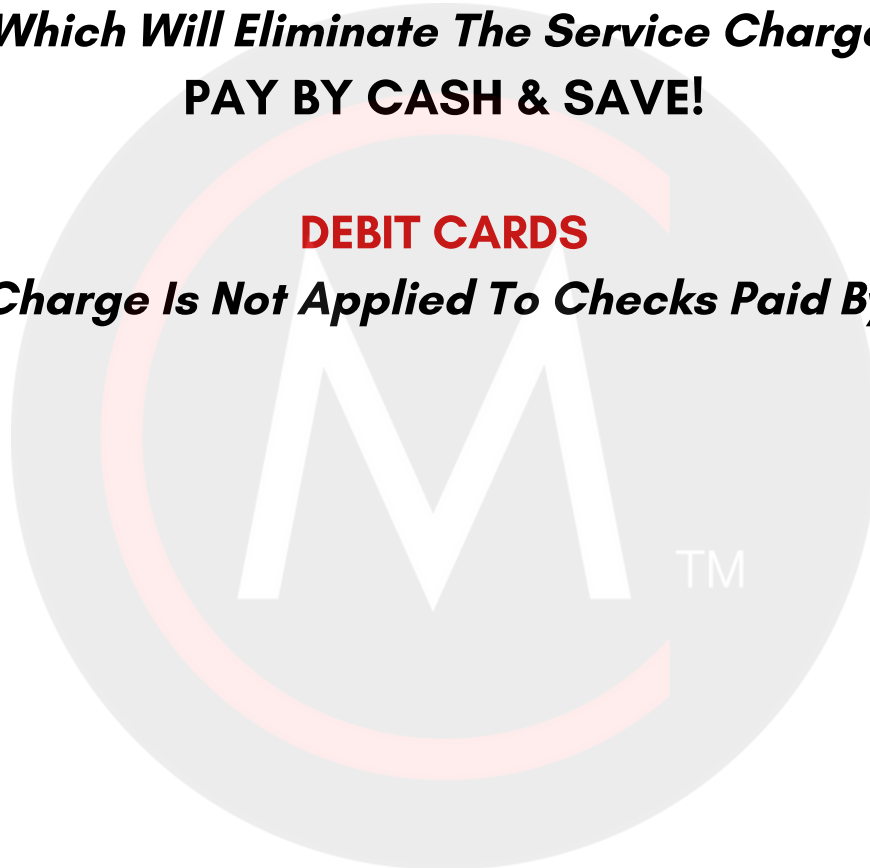 Which Will Eliminate The Service Charge
PAY BY CASH & SAVE!
DEBIT CARDS
Charge Is Not Applied To Checks Paid By
M
TM